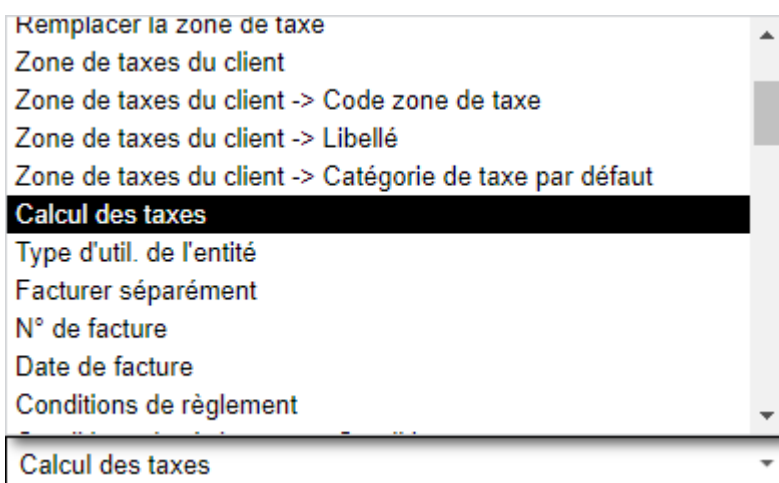 Remplacer la zone de taxe
Zone de taxes du client
Zone de taxes du client -> Code zone de taxe
Zone de taxes du client -> Libellé
Zone de taxes du client -> Catégorie de taxe par défaut
Calcul des taxes
Type d'util. de l'entité
Facturer séparément
N° de facture
Date de facture
Conditions de règlement
Calcul des taxes